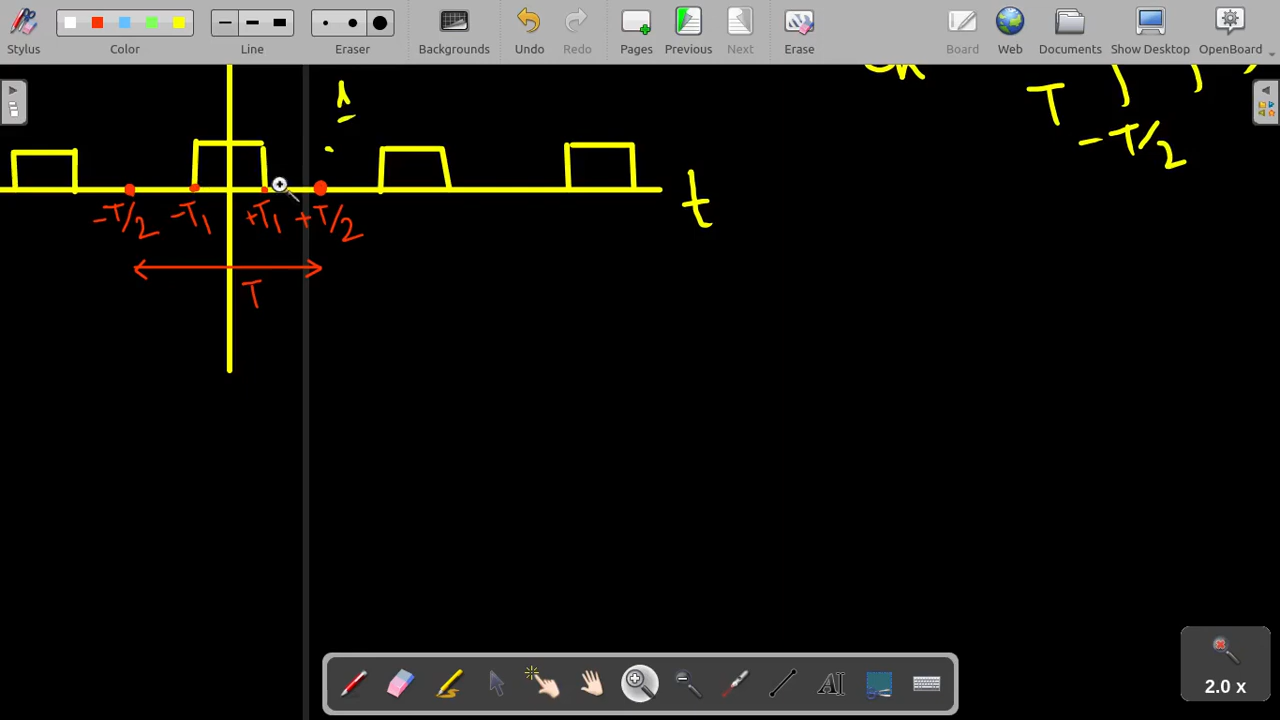 Stylus Color Line Eraser Backgrounds Undo Redo Pages Previous Next Erase Board Web Documents Show Desktop OpenBoard
T
-T/2
1
t
-T/2 -T1 +T1 +T/2
T
2.0 x